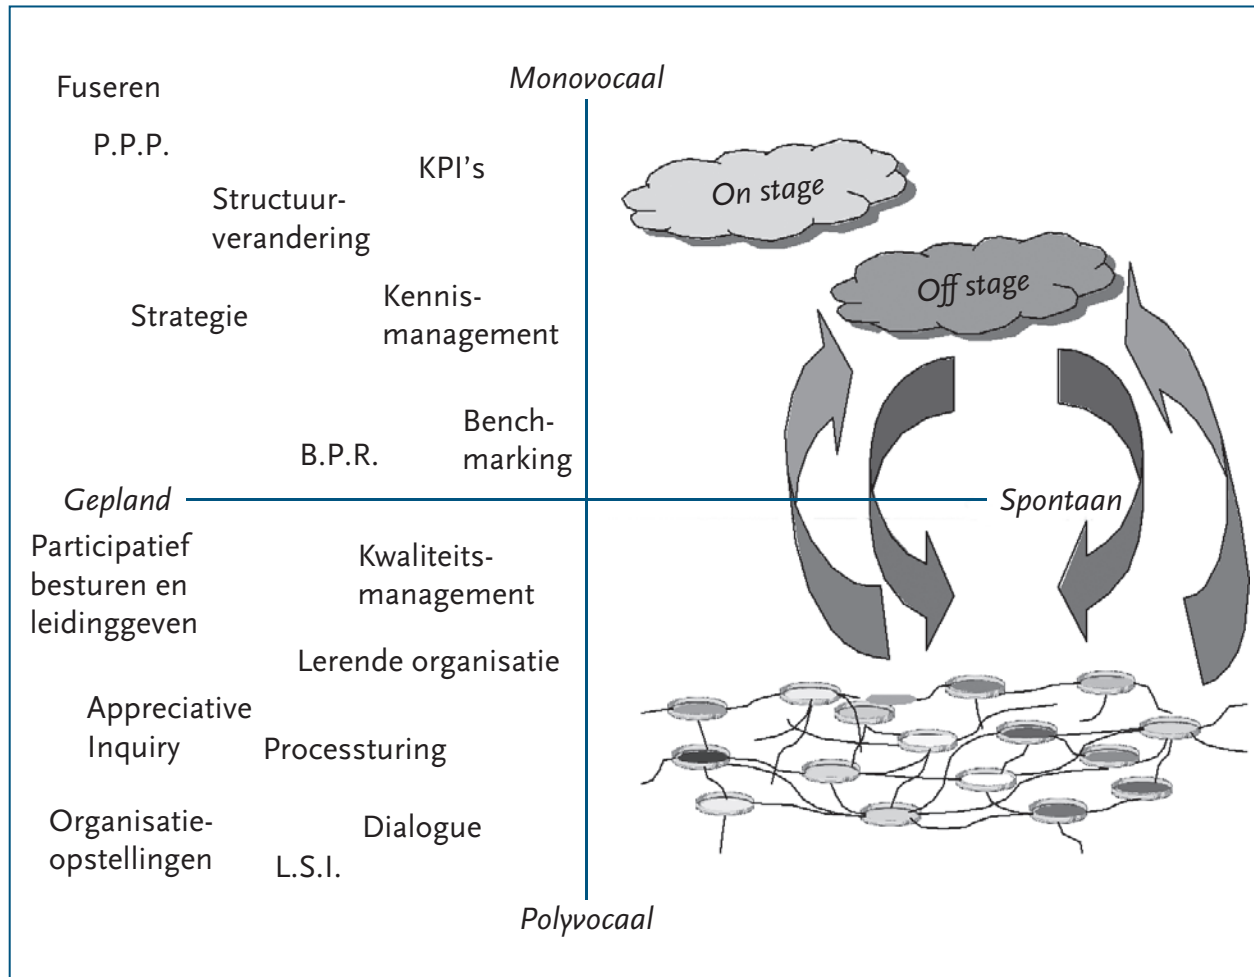 Monovocaal
Fuseren
P.P.P.
KPI's
Structuur-
verandering
On stage
Off stage
Strategie
Kennis-
management
B.P.R.
Bench-
marking
Gepland
Spontaan
Participatief
besturen en
leidinggeven
Kwaliteits-
management
Lerende organisatie
Appreciative
Inquiry
Processturing
Organisatie-
opstellingen
Dialogue
L.S.I.
Polyvocaal